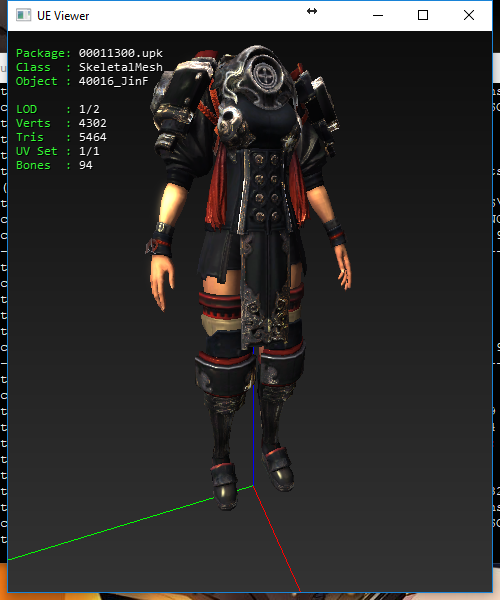 UE Viewer
Package: 00011300.upk
Class : SkeletalMesh
Object : 40016_JinF
LOD : 1/2
Verts : 4302
Tris : 5464
UV Set : 1/1
Bones : 94